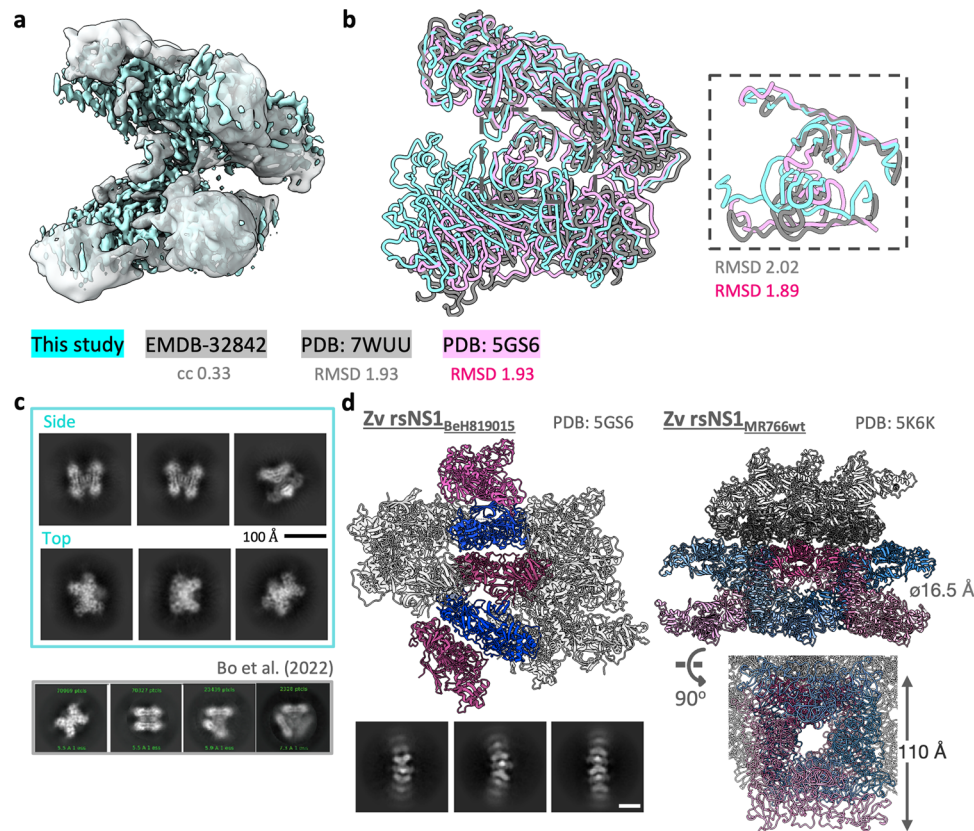 a
b
RMSD 2.02
RMSD 1.89
This study
EMDB-32842
PDB: 7WUU
PDB: 5GS6
cc 0.33
RMSD 1.93
RMSD 1.93
c
Side
100 Å
Top
Bo et al. (2022)
d
Zv rsNS1BeH819015
PDB: 5GS6
Zv rsNS1MR766wt
PDB: 5K6K
ø16.5 Å
90º
110 Å